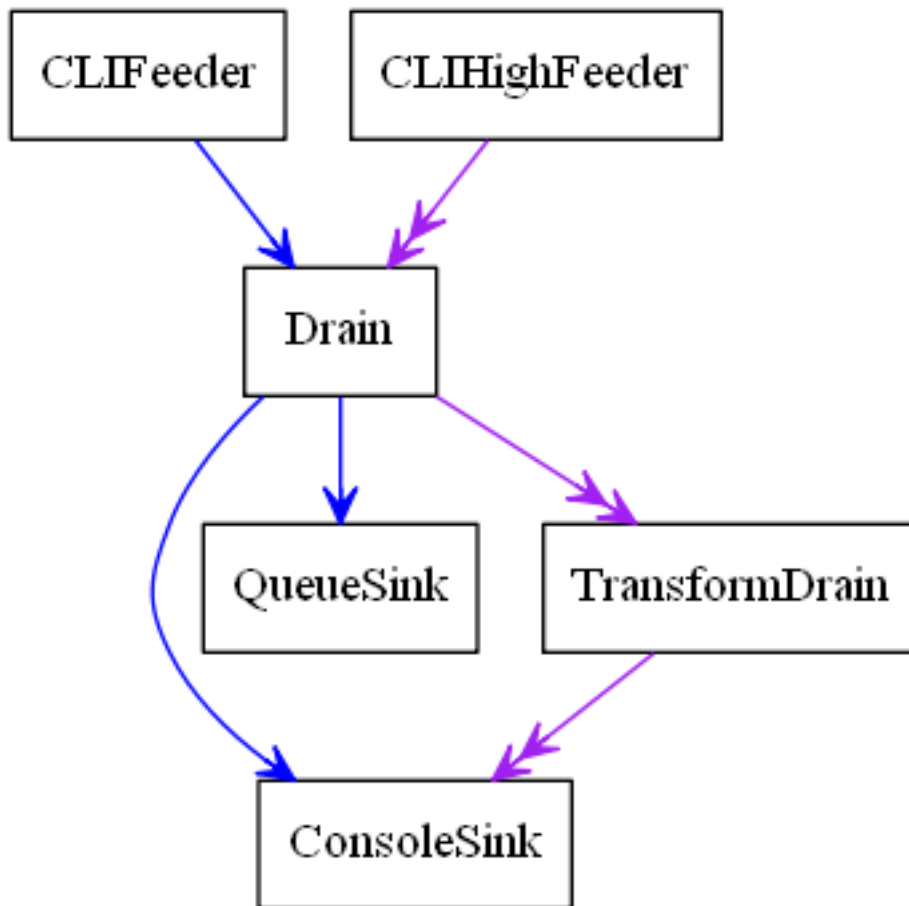 CLIFeeder
CLIHighFeeder
Drain
QueueSink
TransformDrain
ConsoleSink